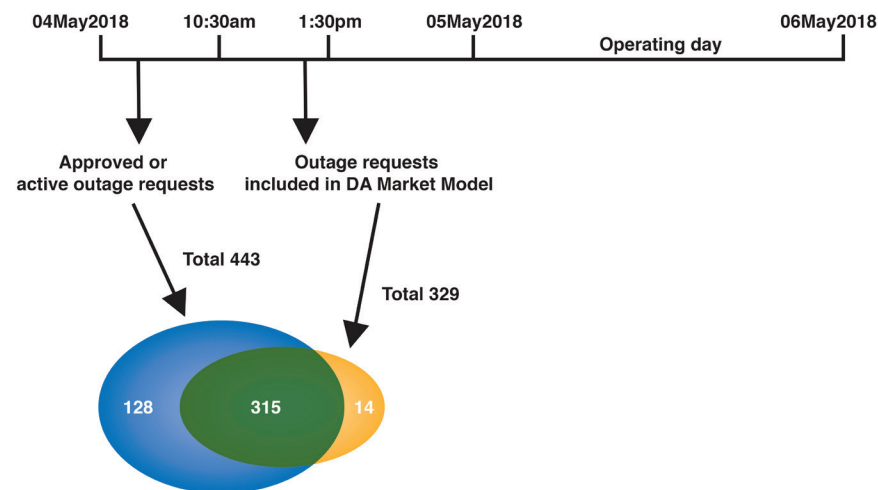 04May2018
10:30am
1:30pm
05May2018
06May2018
Operating day
Approved or
active outage requests
Outage requests
included in DA Market Model
Total 443
Total 329
128
315
14